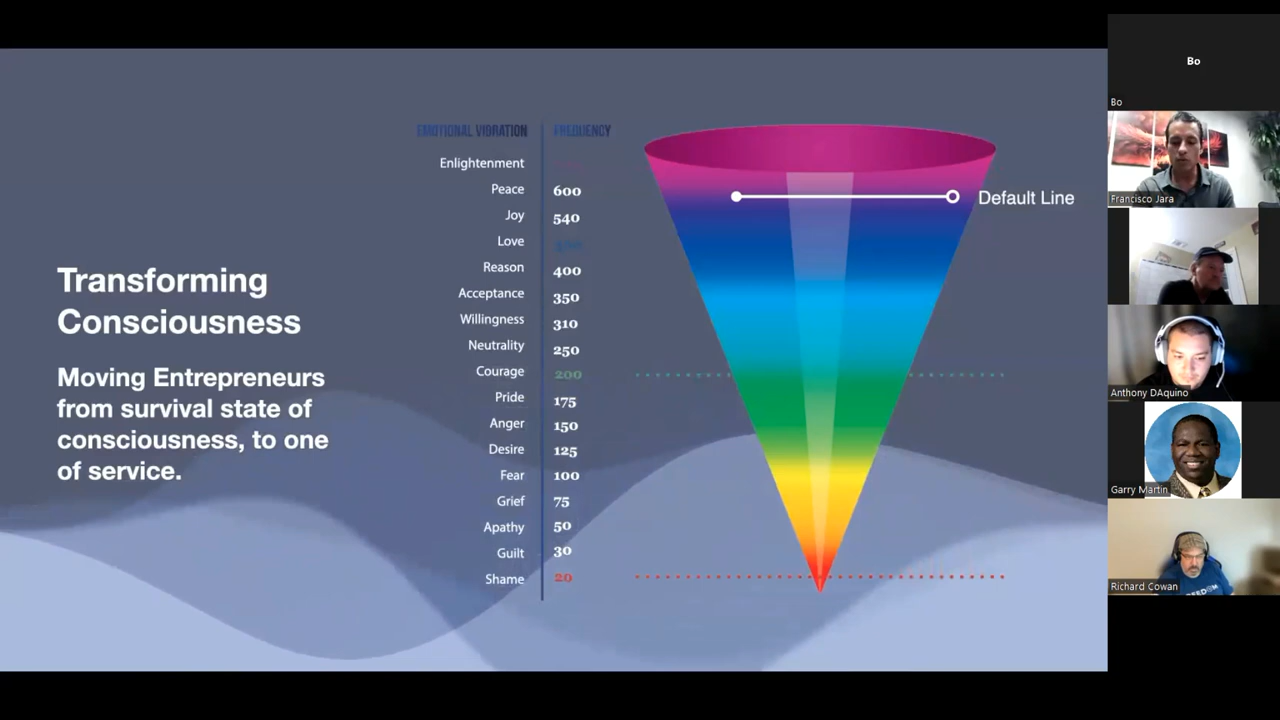 Transforming
Consciousness
Moving Entrepreneurs
from survival state of
consciousness, to one
of service.
EMOTIONAL VIBRATION FREQUENCY
Enlightenment
Peace 600
Joy 540
Love
Reason 400
Acceptance 350
Willingness 310
Neutrality 250
Courage 200
Pride 175
Anger 150
Desire 125
Fear 100
Grief 75
Apathy 50
Guilt 30
Shame 20
Default Line
Bo
Bo
Francisco Jara
Anthony DAquino
Garry Martin
Richard Cowan